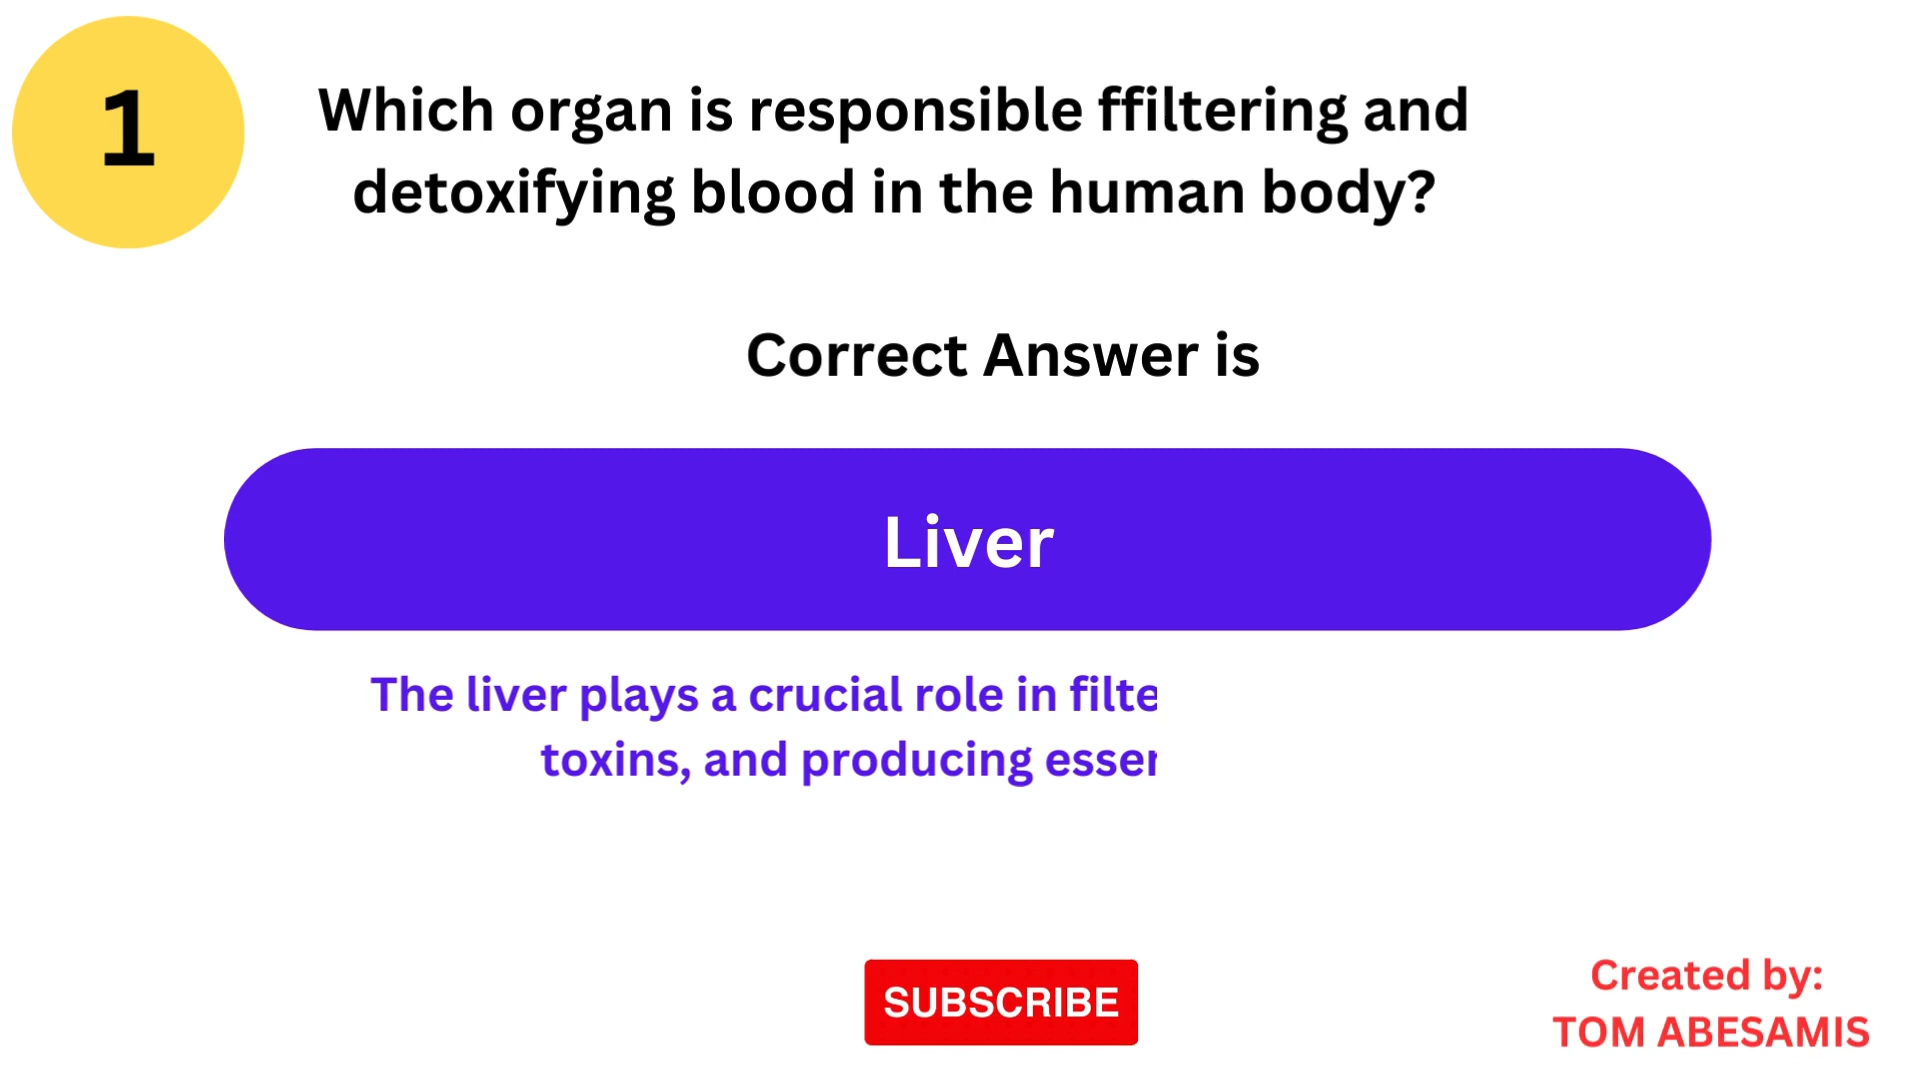 1
Which organ is responsible ffiltering and
detoxifying blood in the human body?
Correct Answer is
Liver
The liver plays a crucial role in filte
toxins, and producing esser
SUBSCRIBE
Created by:
TOM ABESAMIS